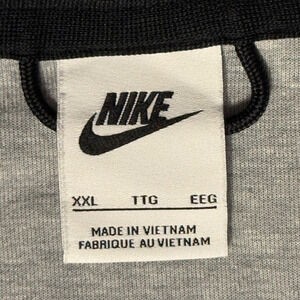 NIKE
XXL TTG EEG
MADE IN VIETNAM
FABRIQUE AU VIETNAM